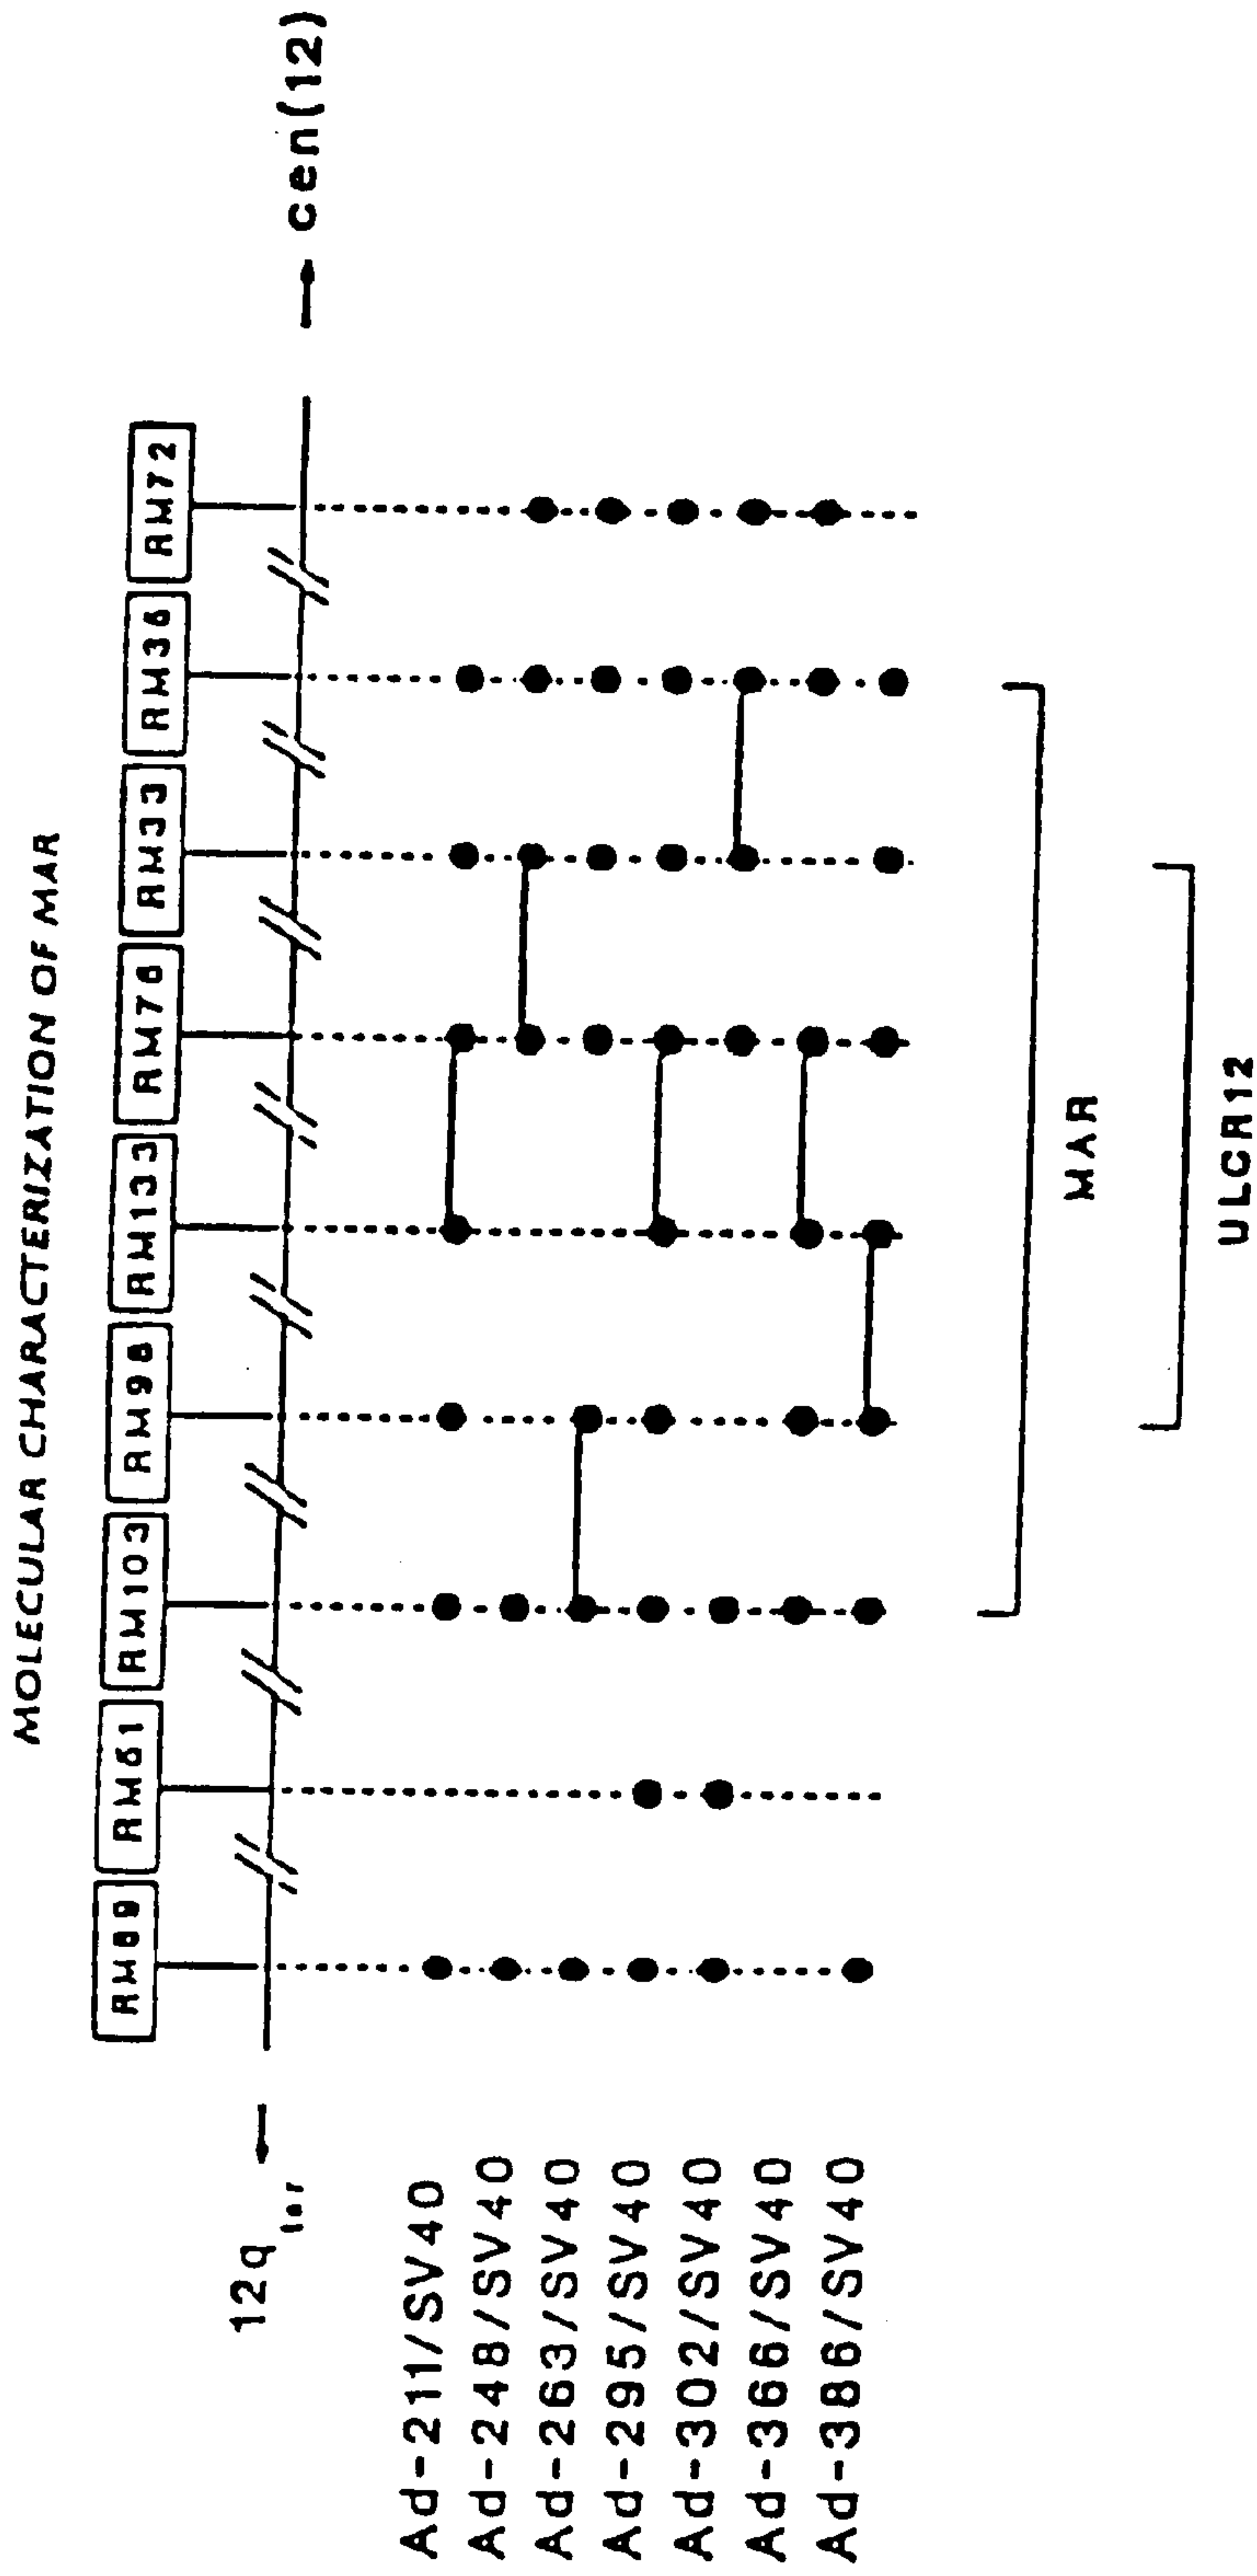 MOLECULAR CHARACTERIZATION OF MAR
RM89 RM61 RM103 RM98 RM133 RM76 RM33 RM36 RM72
12q ter
cen(12)
Ad-211/SV40
Ad-248/SV40
Ad-263/SV40
Ad-295/SV40
Ad-302/SV40
Ad-366/SV40
Ad-386/SV40
MAR
ULCR12